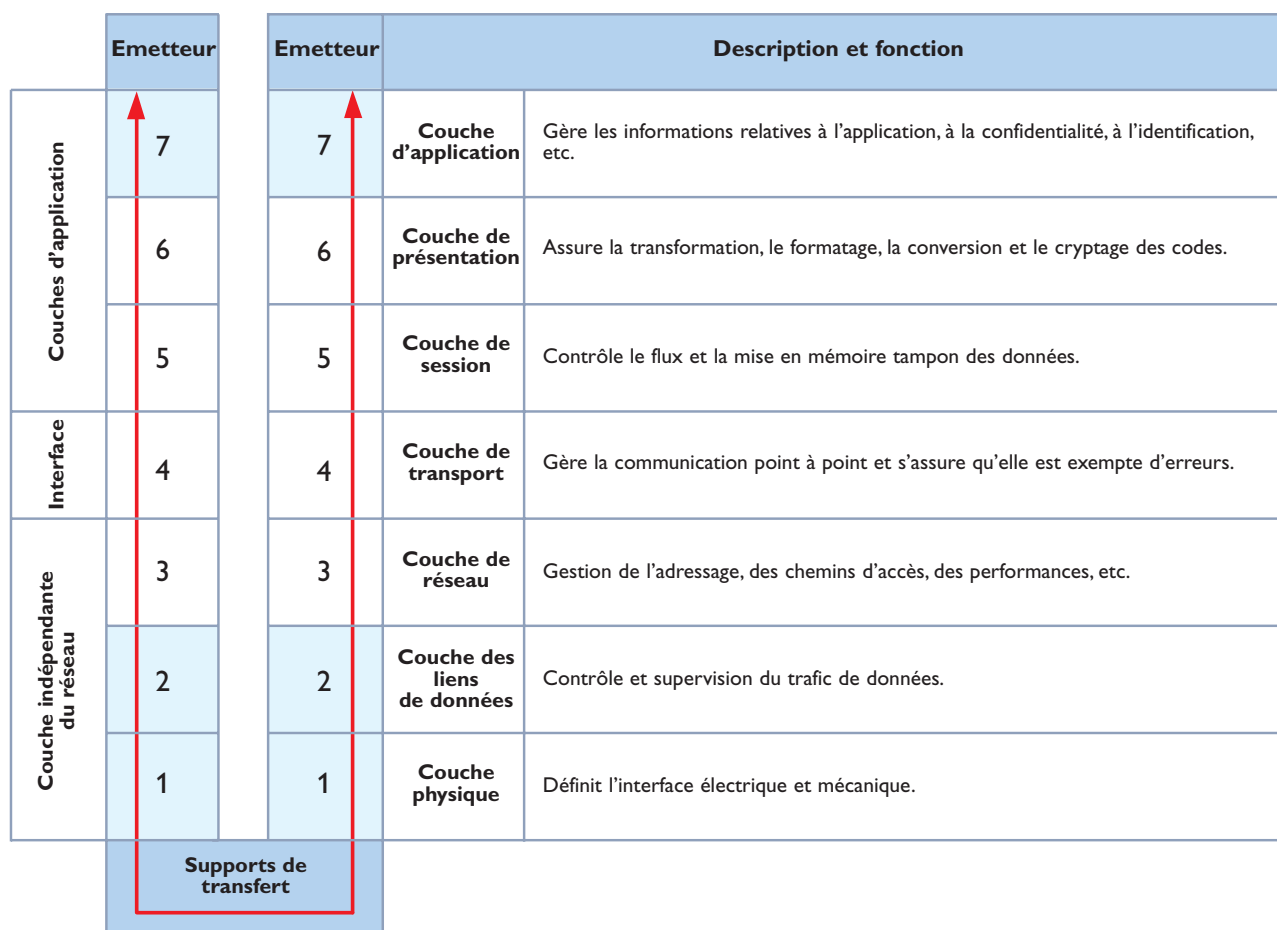 Emetteur
Emetteur
Description et fonction
Couches d'application
7
7
Couche
d'application
Gère les informations relatives à l'application, à la confidentialité, à l'identification,
etc.
6
6
Couche de
présentation
Assure la transformation, le formatage, la conversion et le cryptage des codes.
5
5
Couche de
session
Contrôle le flux et la mise en mémoire tampon des données.
Interface
4
4
Couche de
transport
Gère la communication point à point et s'assure qu'elle est exempte d'erreurs.
Couche indépendante
du réseau
3
3
Couche de
réseau
Gestion de l'adressage, des chemins d'accès, des performances, etc.
2
2
Couche des
liens
de données
Contrôle et supervision du trafic de données.
1
1
Couche
physique
Définit l'interface électrique et mécanique.
Supports de
transfert